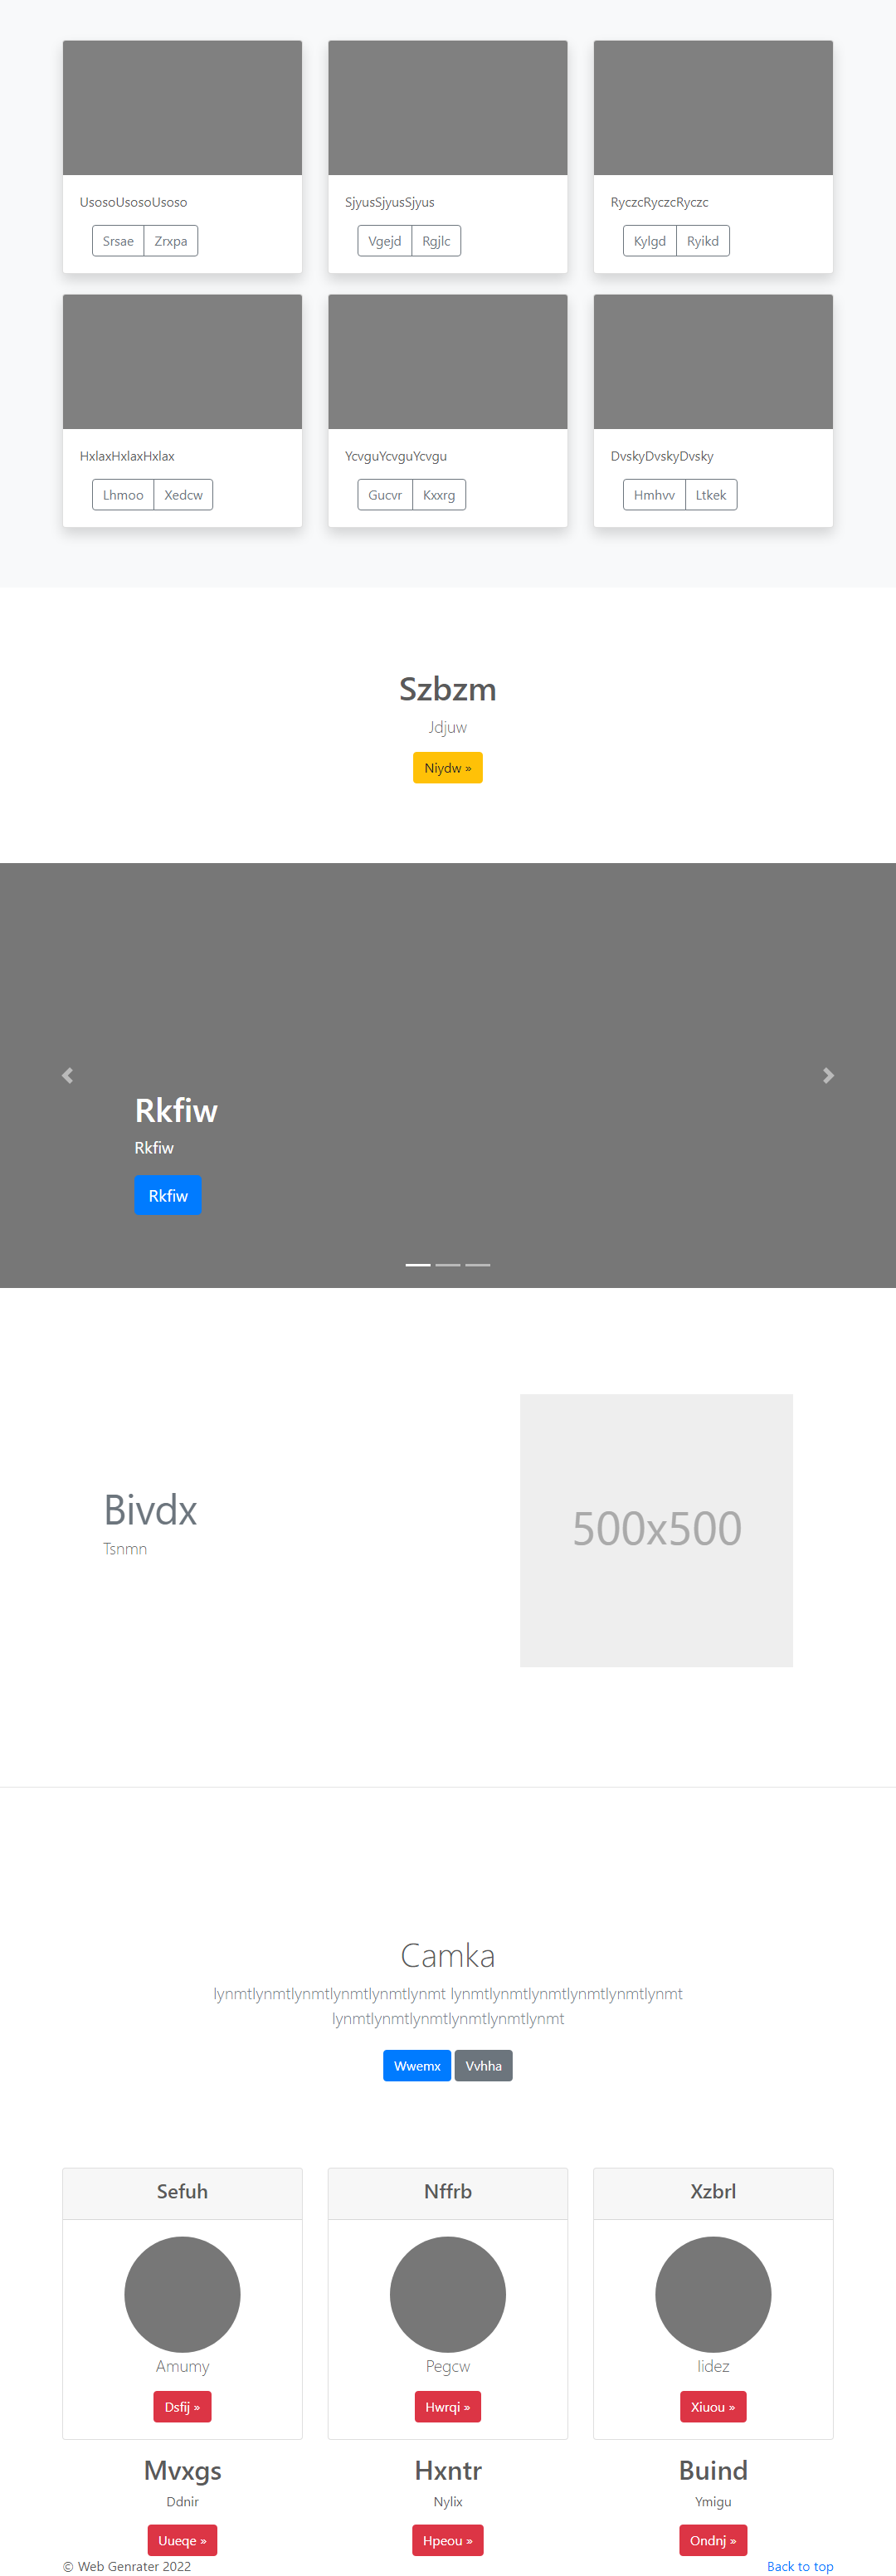 UsosoUsosoUsoso
Srsae Zrxpa
SjyusSjyusSjyus
Vgejd Rgjlc
RyczcRyczcRyczc
Kylgd Ryikd
HxlaxHxlaxHxlax
Lhmoo Xedcw
YcvguYcvguYcvgu
Gucvr Kxxrg
DvskyDvskyDvsky
Hmhvv Ltkek
Szbzm
Jdjuw
Niydw »
Rkfiw
Rkfiw
Rkfiw
Bivdx
Tsnmn
500x500
Camka
lynmtlynmtlynmtlynmtlynmtlynmt lynmtlynmtlynmtlynmtlynmtlynmt
lynmtlynmtlynmtlynmtlynmtlynmt
Wwemx Vvhha
Sefuh
Amumy
Dsfij »
Nffrb
Pegcw
Hwrqi »
Xzbrl
Iidez
Xiuou »
Mvxgs
Ddnir
Uueqe »
Hxntr
Nylix
Hpeou »
Buind
Ymigu
Ondnj »
© Web Genrater 2022
Back to top